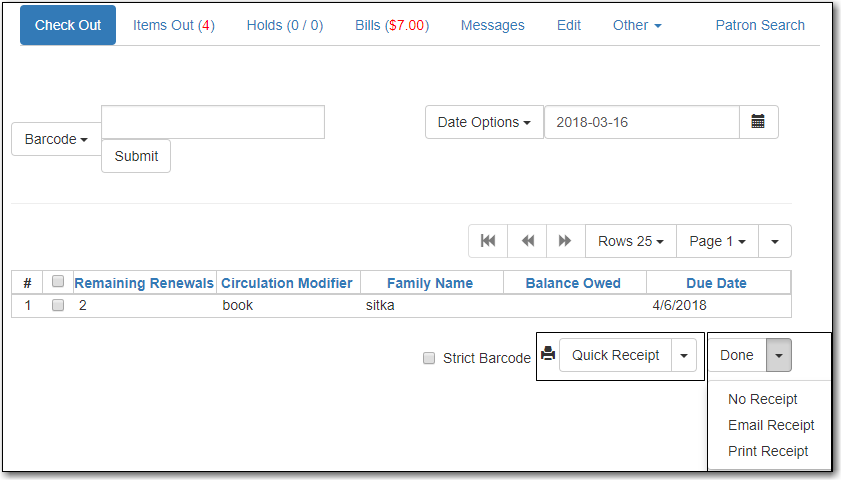 Check Out Items Out (4) Holds (0 / 0) Bills ($7.00) Messages Edit Other Patron Search
Barcode Date Options 2018-03-16
Submit
Rows 25 Page 1
# Remaining Renewals Circulation Modifier Family Name Balance Owed Due Date
1 2 book sitka 4/6/2018
Strict Barcode Quick Receipt Done
No Receipt
Email Receipt
Print Receipt